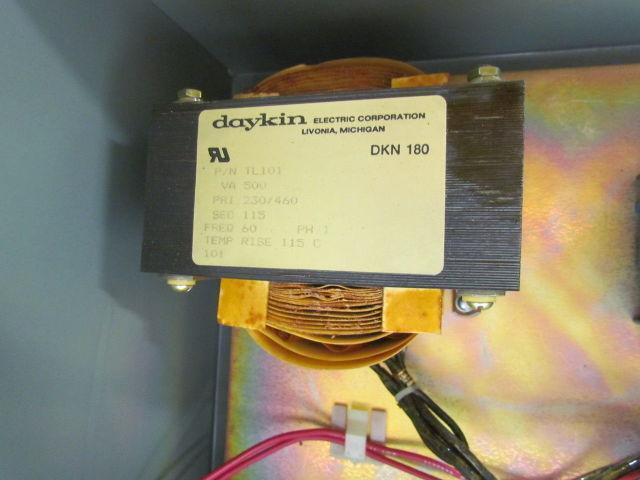 daykin ELECTRIC CORPORATION
LIVONIA, MICHIGAN
DKN 180
P/N TL101
VA 500
PRI 230/460
SEC 115
FREQ 60 PH 1
TEMP RISE 115 C
101